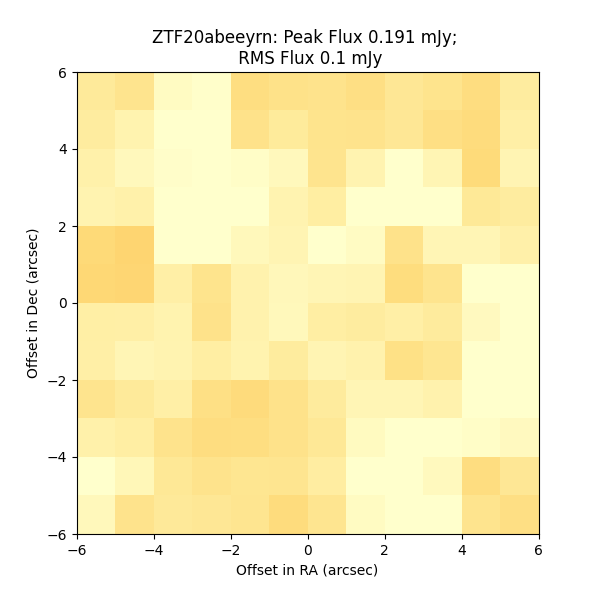 ZTF20abeeyrn: Peak Flux 0.191 mJy;
RMS Flux 0.1 mJy
6
4
2
0
−2
−4
−6
Offset in Dec (arcsec)
−6 −4 −2 0 2 4 6
Offset in RA (arcsec)